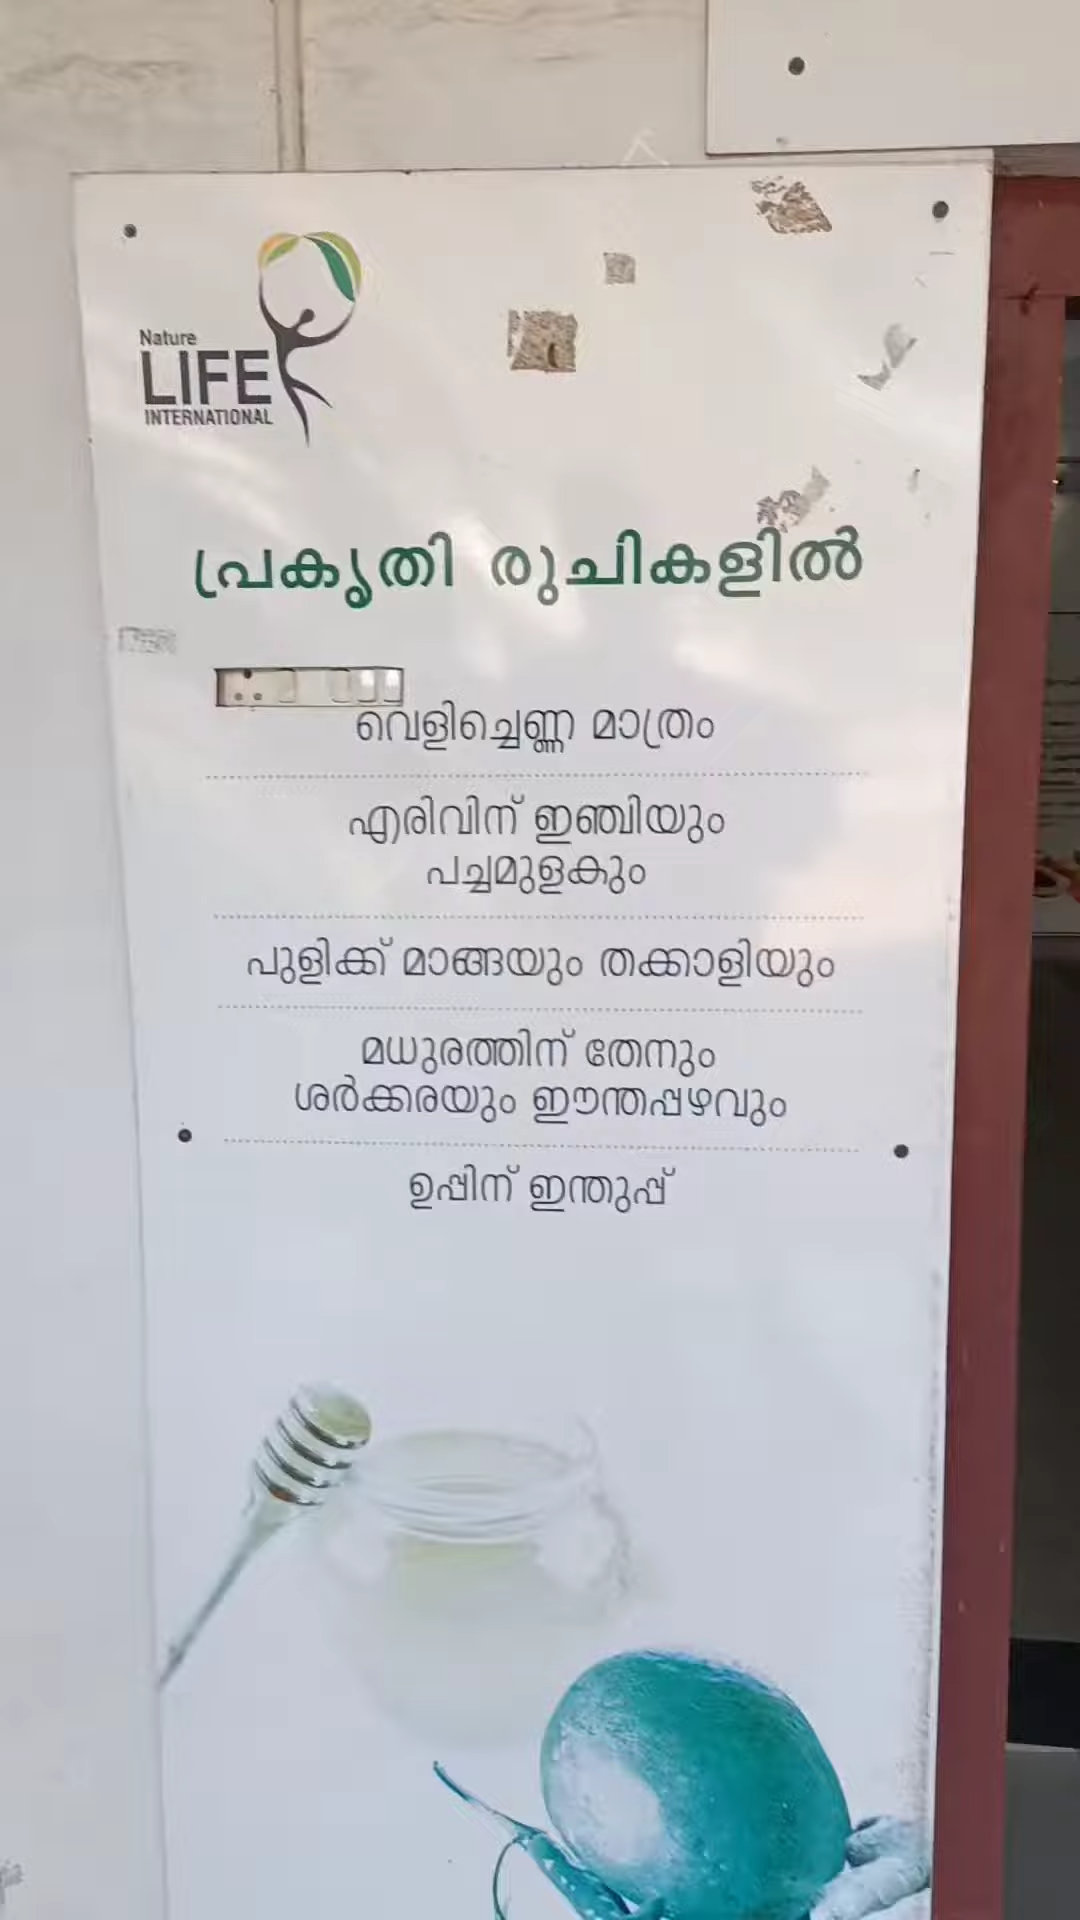 Nature
LIFE
INTERNATIONAL
പ്രകൃതി രുചികളിൽ
വെളിച്ചെണ്ണ മാത്രം
എരിവിന് ഇഞ്ചിയും
പച്ചമുളകും
പുളിക്ക് മാങ്ങയും തക്കാളിയും
മധുരത്തിന് തേനും
ശർക്കരയും ഈന്തപ്പഴവും
ഉപ്പിന് ഇന്തുപ്പ്